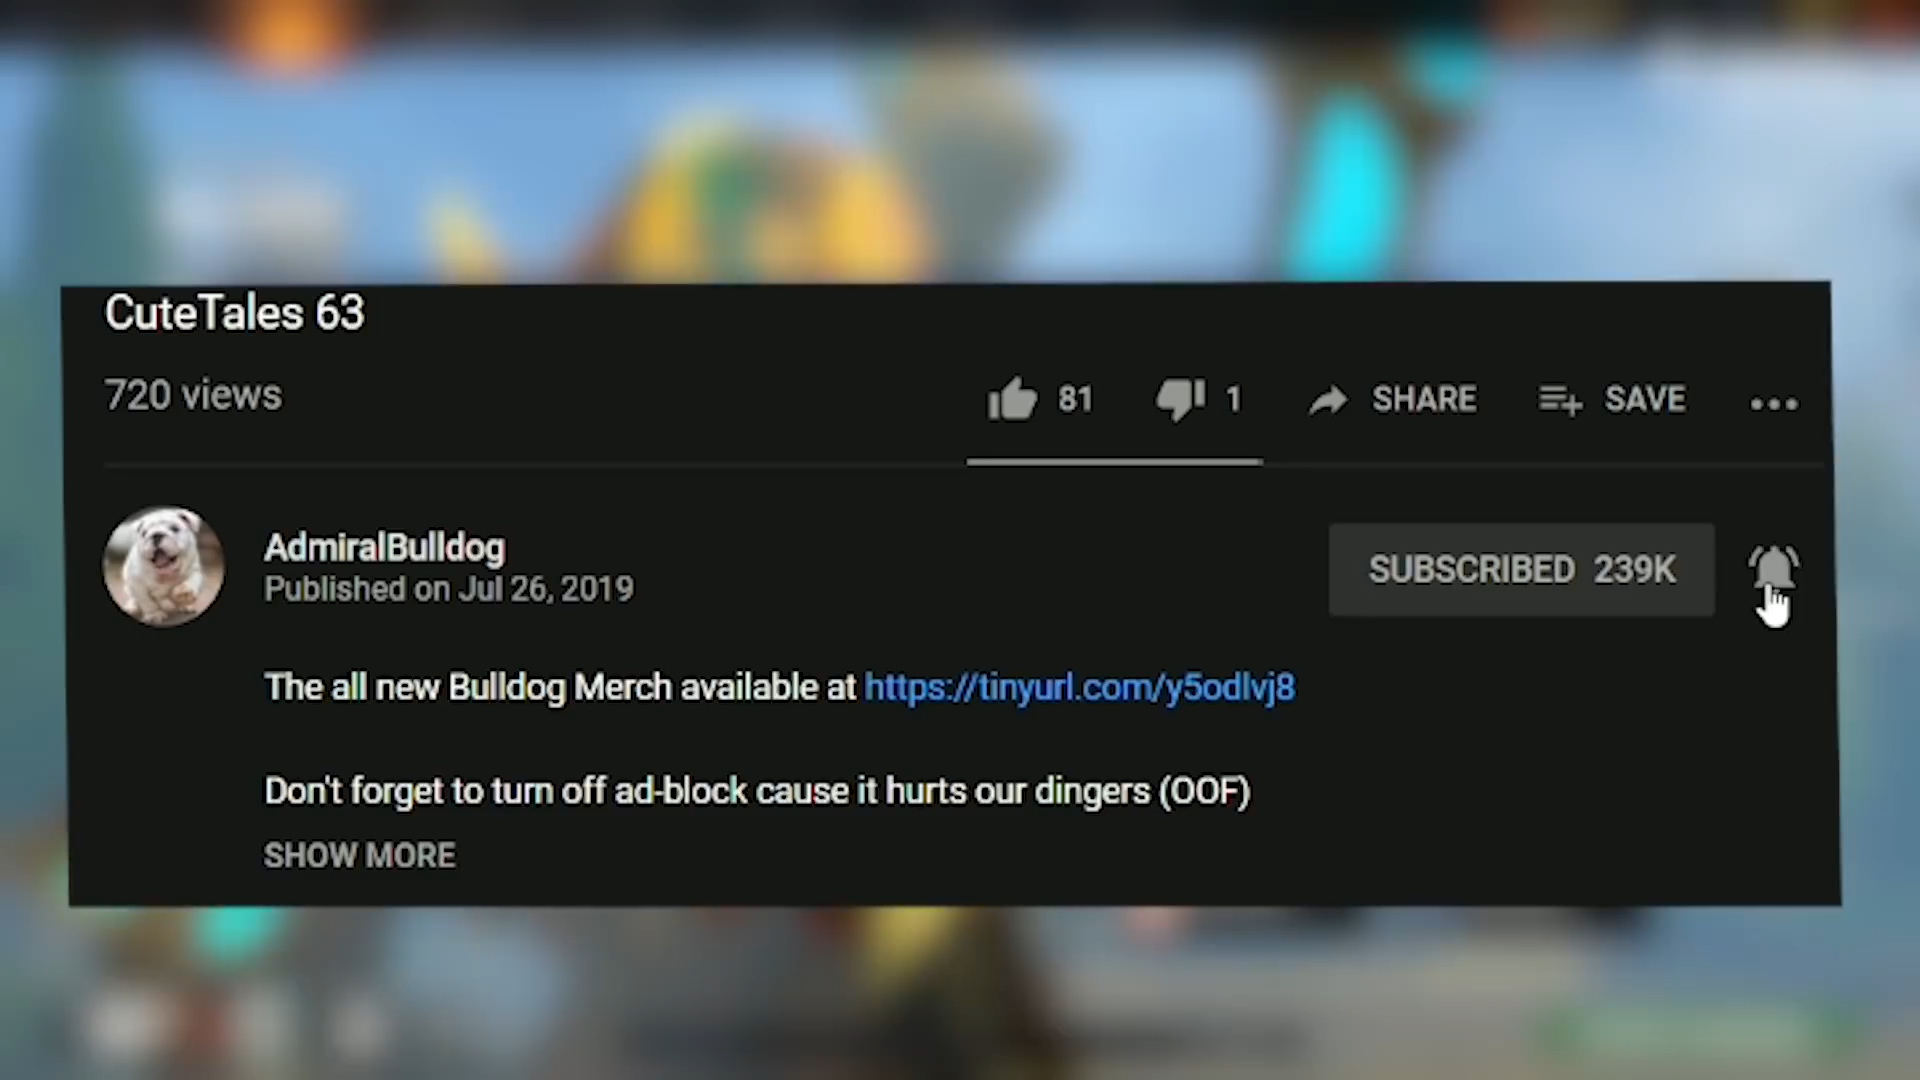 CuteTales 63
720 views
81 1 SHARE SAVE
AdmiralBulldog
Published on Jul 26, 2019
SUBSCRIBED 239K
The all new Bulldog Merch available at https://tinyurl.com/y5odlvj8
Don't forget to turn off ad-block cause it hurts our dingers (OOF)
SHOW MORE